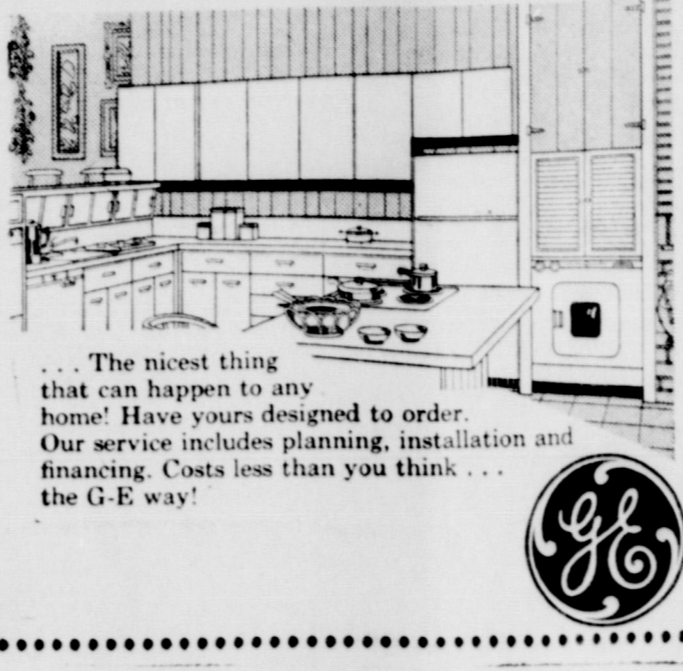 . . . The nicest thing
that can happen to any
home! Have yours designed to order.
Our service includes planning, installation and
financing. Costs less than you think . . .
the G-E way!
GE